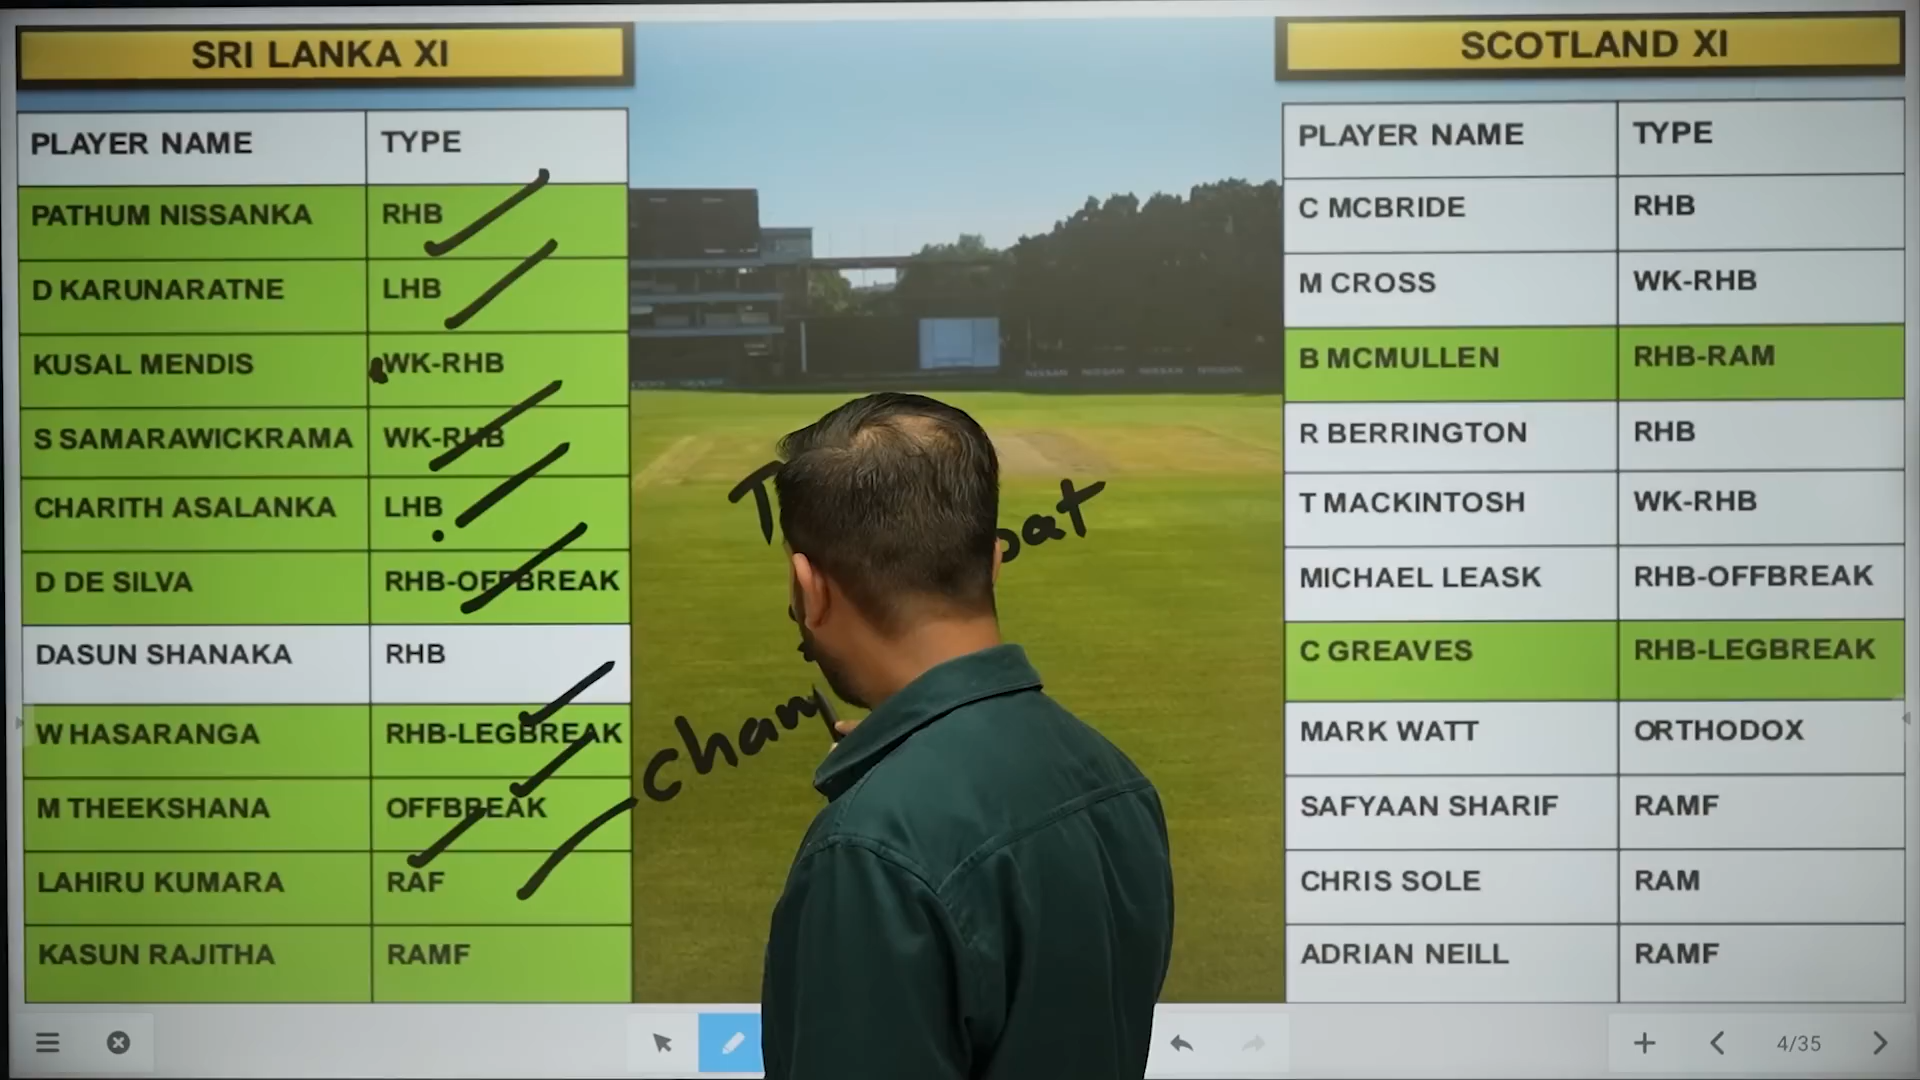 SRI LANKA XI
PLAYER NAME TYPE
PATHUM NISSANKA RHB
D KARUNARATNE LHB
KUSAL MENDIS WK-RHB
S SAMARAWICKRAMA WK-RHB
CHARITH ASALANKA LHB
D DE SILVA RHB-OFFBREAK
DASUN SHANAKA RHB
W HASARANGA RHB-LEGBREAK
M THEEKSHANA OFFBREAK
LAHIRU KUMARA RAF
KASUN RAJITHA RAMF
NISSAN NISSAN NISSAN NISSAN
SCOTLAND XI
PLAYER NAME TYPE
C MCBRIDE RHB
M CROSS WK-RHB
B MCMULLEN RHB-RAM
R BERRINGTON RHB
T MACKINTOSH WK-RHB
MICHAEL LEASK RHB-OFFBREAK
C GREAVES RHB-LEGBREAK
MARK WATT ORTHODOX
SAFYAAN SHARIF RAMF
CHRIS SOLE RAM
ADRIAN NEILL RAMF
4/35